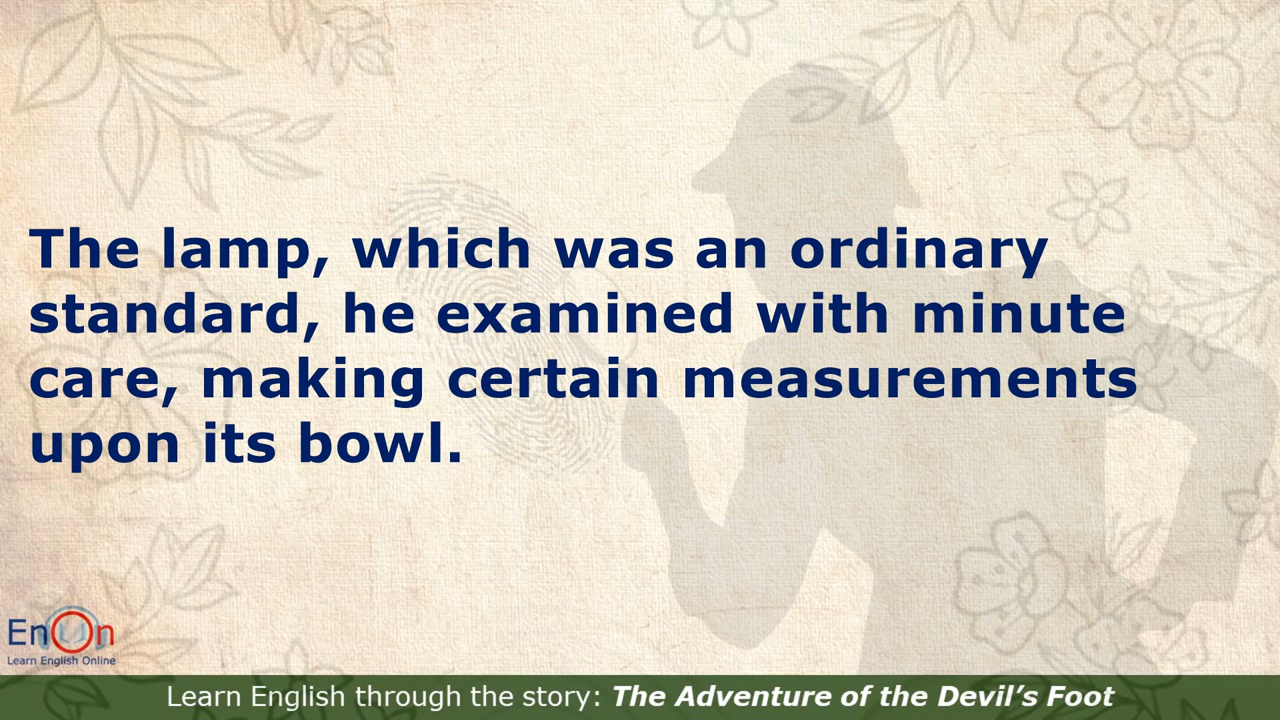 The lamp, which was an ordinary
standard, he examined with minute
care, making certain measurements
upon its bowl.
EnOn
Learn English Online
Learn English through the story: The Adventure of the Devil’s Foot